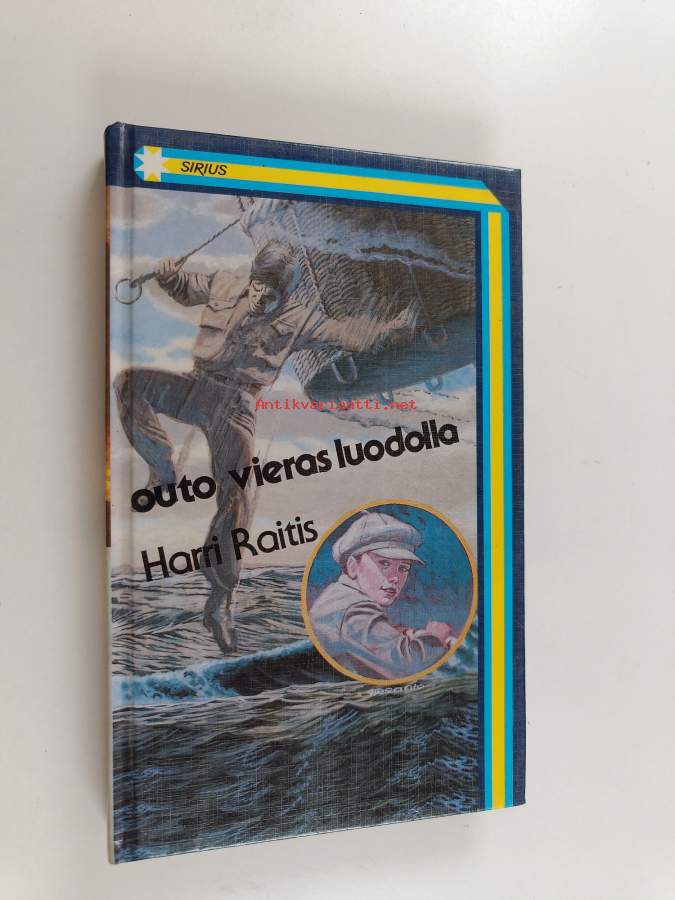 SIRIUS
Antikvariaatti.net
outo vieras luodolla
Harri Raitis